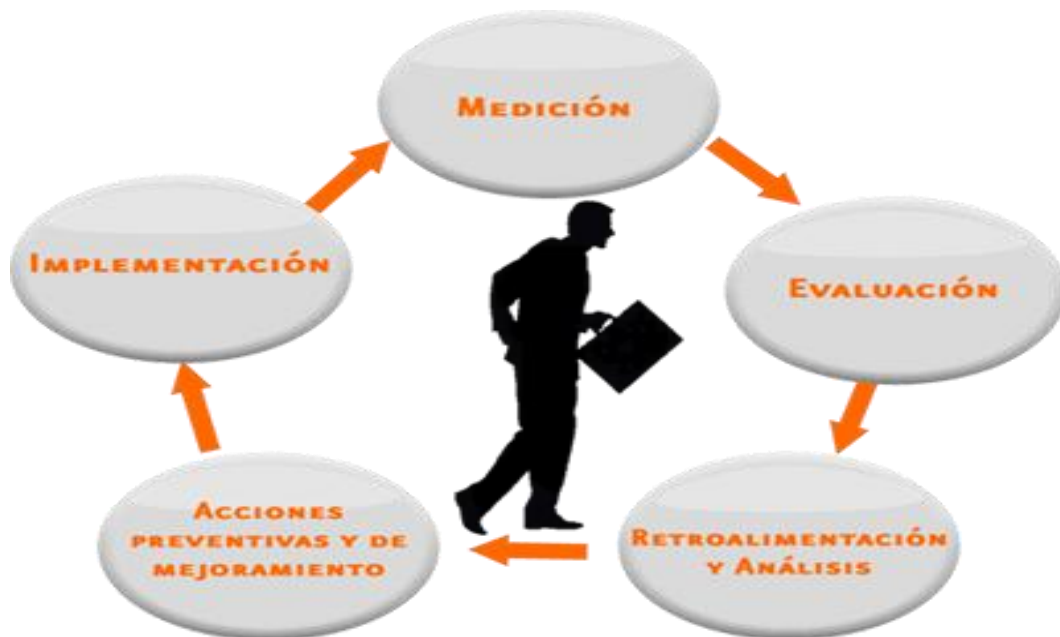 MEDICIÓN
EVALUACIÓN
RETROALIMENTACIÓN
Y ANÁLISIS
ACCIONES
PREVENTIVAS Y DE
MEJORAMIENTO
IMPLEMENTACIÓN